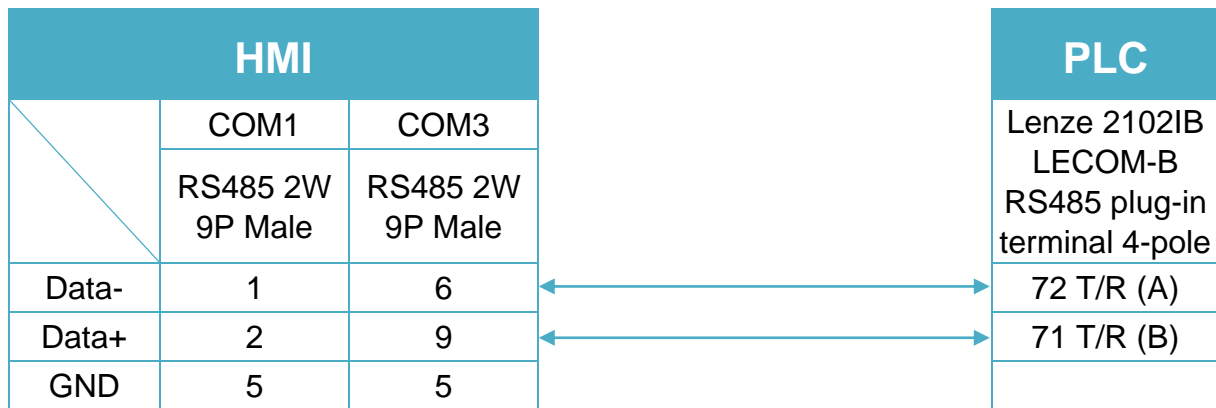 HMI
PLC
COM1
COM3
RS485 2W
9P Male
RS485 2W
9P Male
Lenze 2102IB
LECOM-B
RS485 plug-in
terminal 4-pole
Data-
1
6
72 T/R (A)
Data+
2
9
71 T/R (B)
GND
5
5